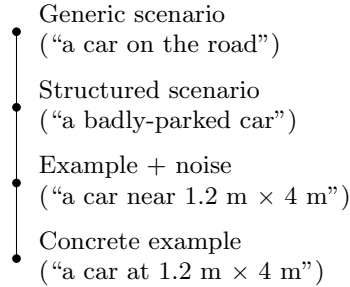 Generic scenario
(“a car on the road”)
Structured scenario
(“a badly-parked car”)
Example + noise
(“a car near 1.2 m × 4 m”)
Concrete example
(“a car at 1.2 m × 4 m”)